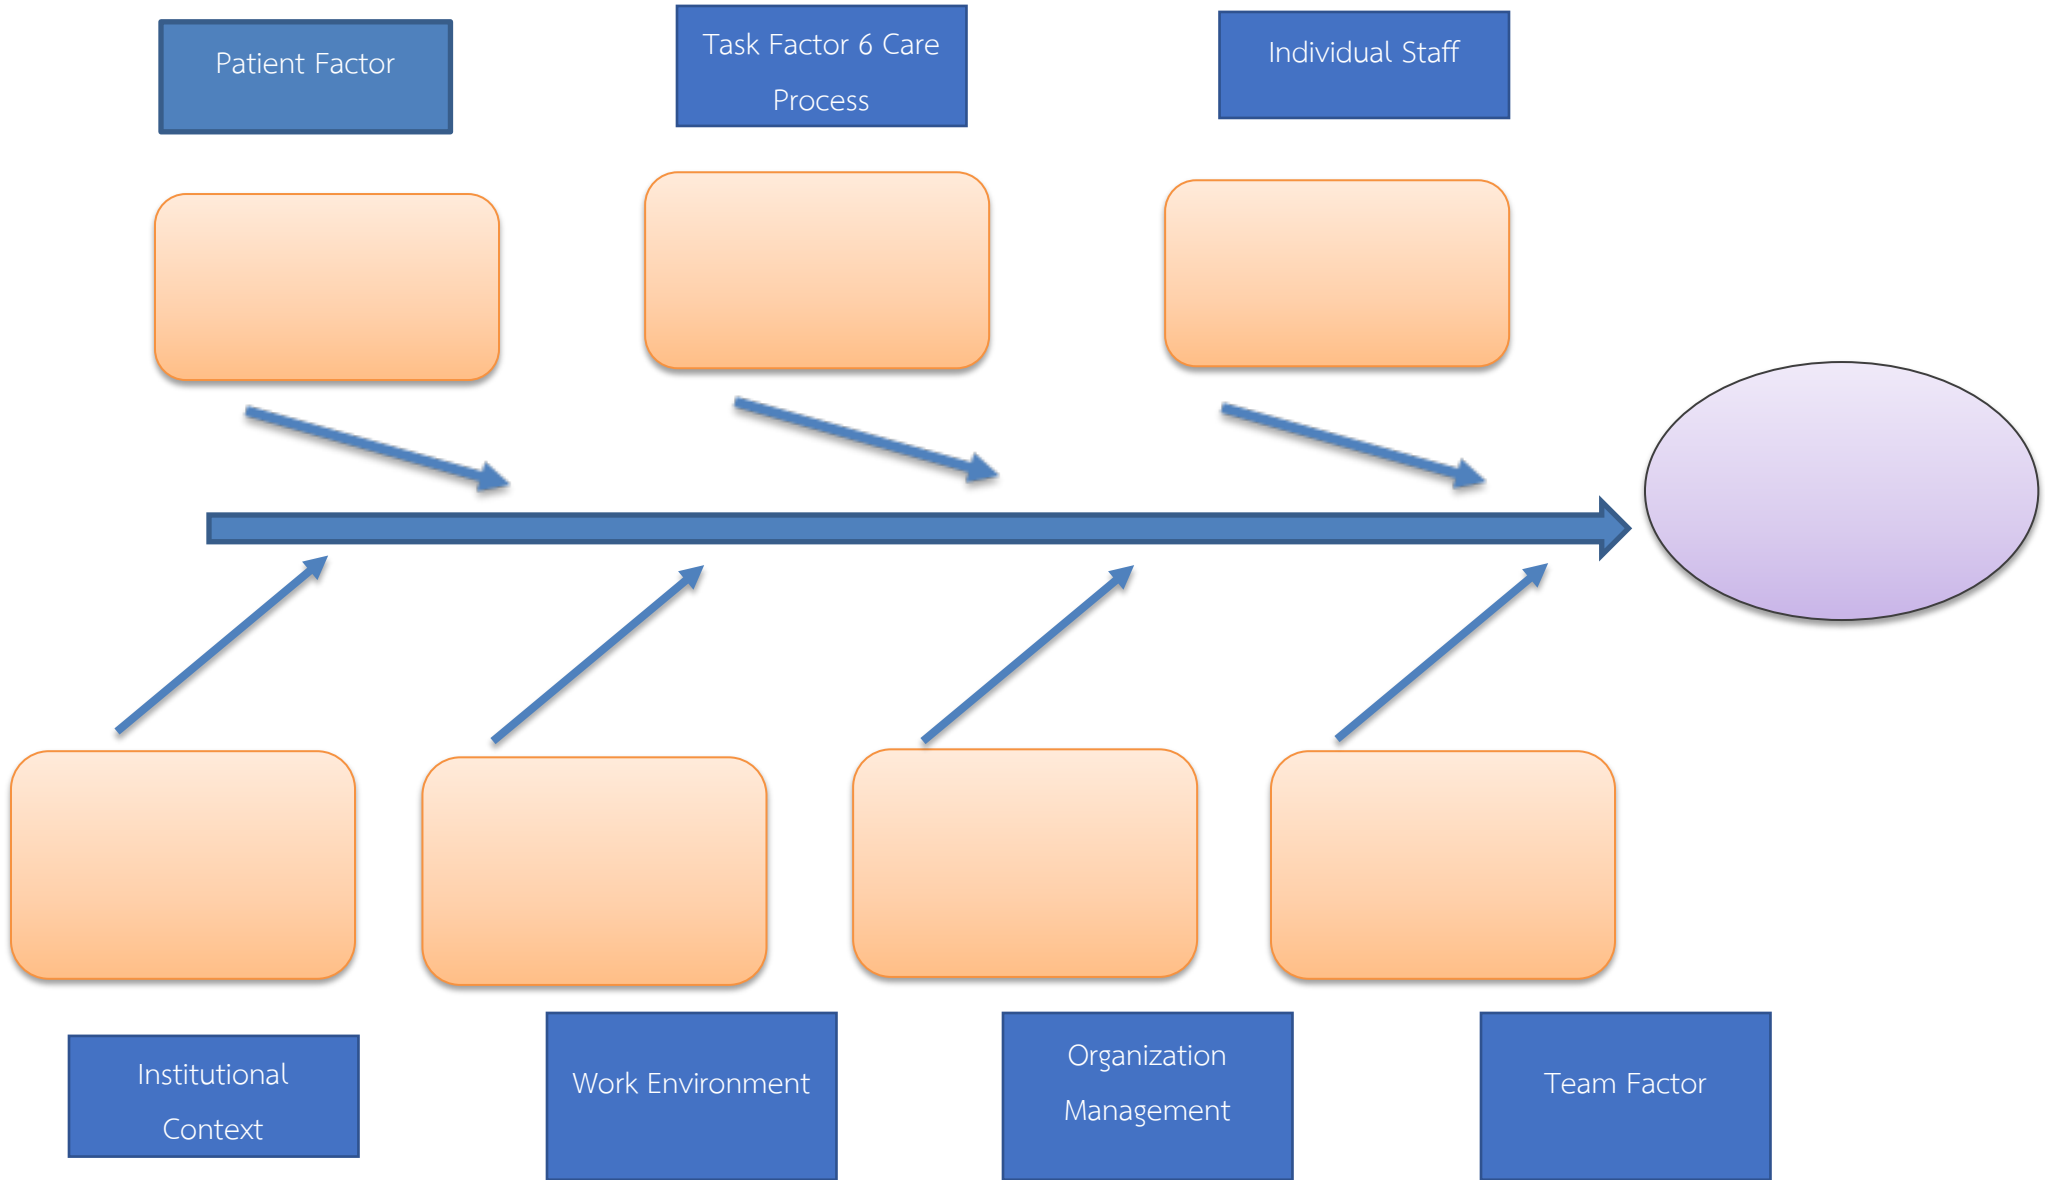 Patient Factor
Task Factor 6 Care
Process
Individual Staff
Institutional
Context
Work Environment
Organization
Management
Team Factor